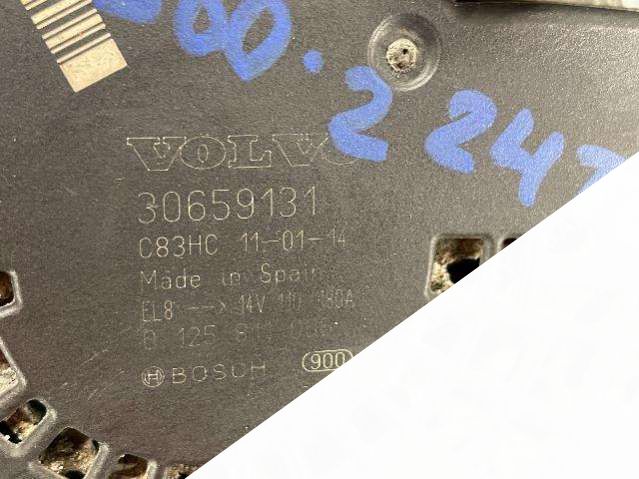 00.2 247
VOLVO
30659131
C83HC 11-01-14
Made in Spain
EL8 --> 14V 110 180A
0 125 811
BOSCH 900